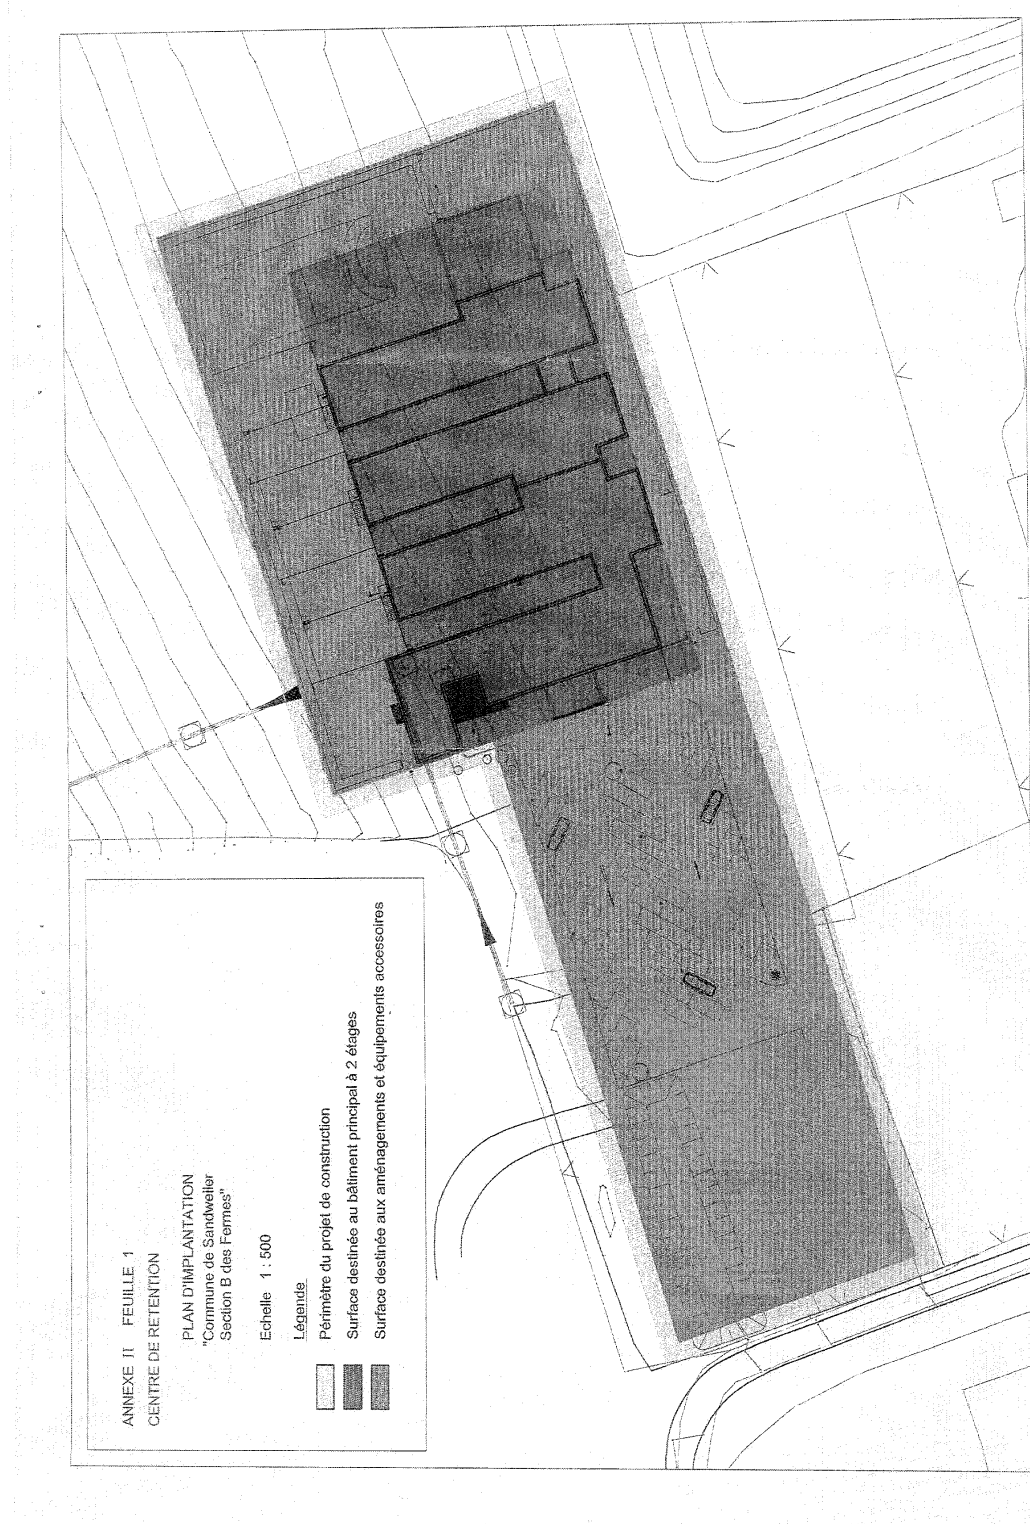 ANNEXE II FEUILLE 1
CENTRE DE RETENTION
PLAN D'IMPLANTATION
"Commune de Sandweiler
Section B des Fermes"
Echelle 1 : 500
Légende
Périmètre du projet de construction
Surface destinée au bâtiment principal à 2 étages
Surface destinée aux aménagements et équipements accessoires